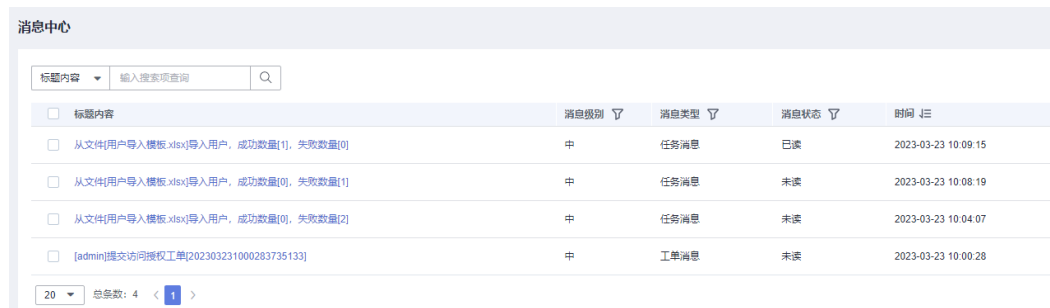 消息中心
标题内容 输入搜索项查询
标题内容 消息级别 消息类型 消息状态 时间
从文件[用户导入模板.xlsx]导入用户，成功数量[1]，失败数量[0] 中 任务消息 已读 2023-03-23 10:09:15
从文件[用户导入模板.xlsx]导入用户，成功数量[0]，失败数量[1] 中 任务消息 未读 2023-03-23 10:08:19
从文件[用户导入模板.xlsx]导入用户，成功数量[0]，失败数量[2] 中 任务消息 未读 2023-03-23 10:04:07
[admin]提交访问授权工单[202303231000283735133] 中 工单消息 未读 2023-03-23 10:00:28
20 总条数: 4 < 1 >